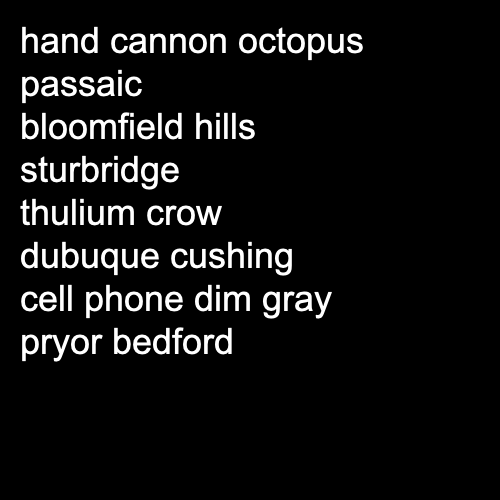 hand cannon octopus
passaic
bloomfield hills
sturbridge
thulium crow
dubuque cushing
cell phone dim gray
pryor bedford